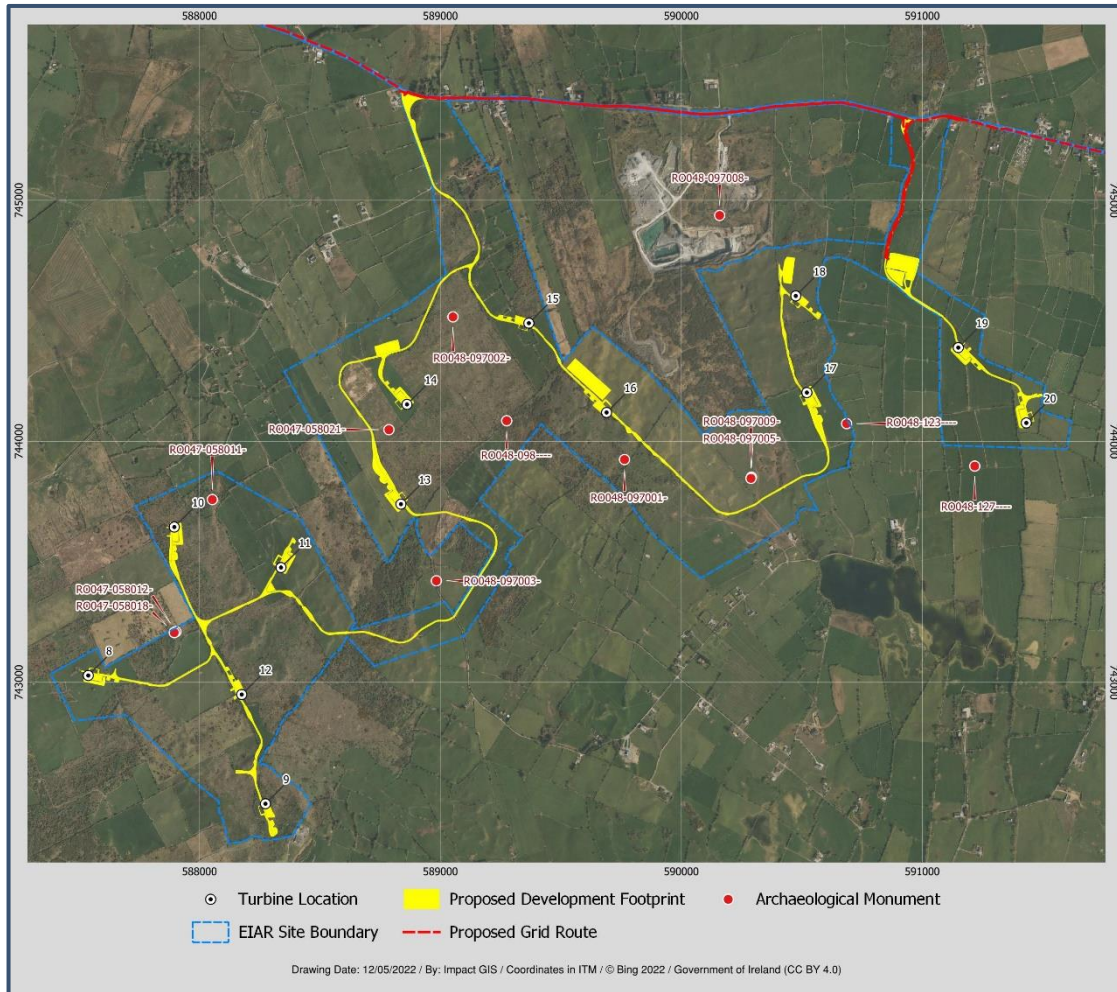 588000 589000 590000 591000
745000 745000
RO048-097008-
18
15
19
RO048-097002-
14
16
17
20
RO047-058021-
RO048-097009-
RO048-097005-
RO048-123----
RO047-058011-
RO048-098----
RO048-097001-
744000 744000
RO048-127----
13
10
11
RO048-097003-
RO047-058012-
RO047-058018-
8
12
743000 743000
9
588000 589000 590000 591000
Turbine Location Proposed Development Footprint Archaeological Monument
EIAR Site Boundary Proposed Grid Route
Drawing Date: 12/05/2022 / By: Impact GIS / Coordinates in ITM / © Bing 2022 / Government of Ireland (CC BY 4.0)